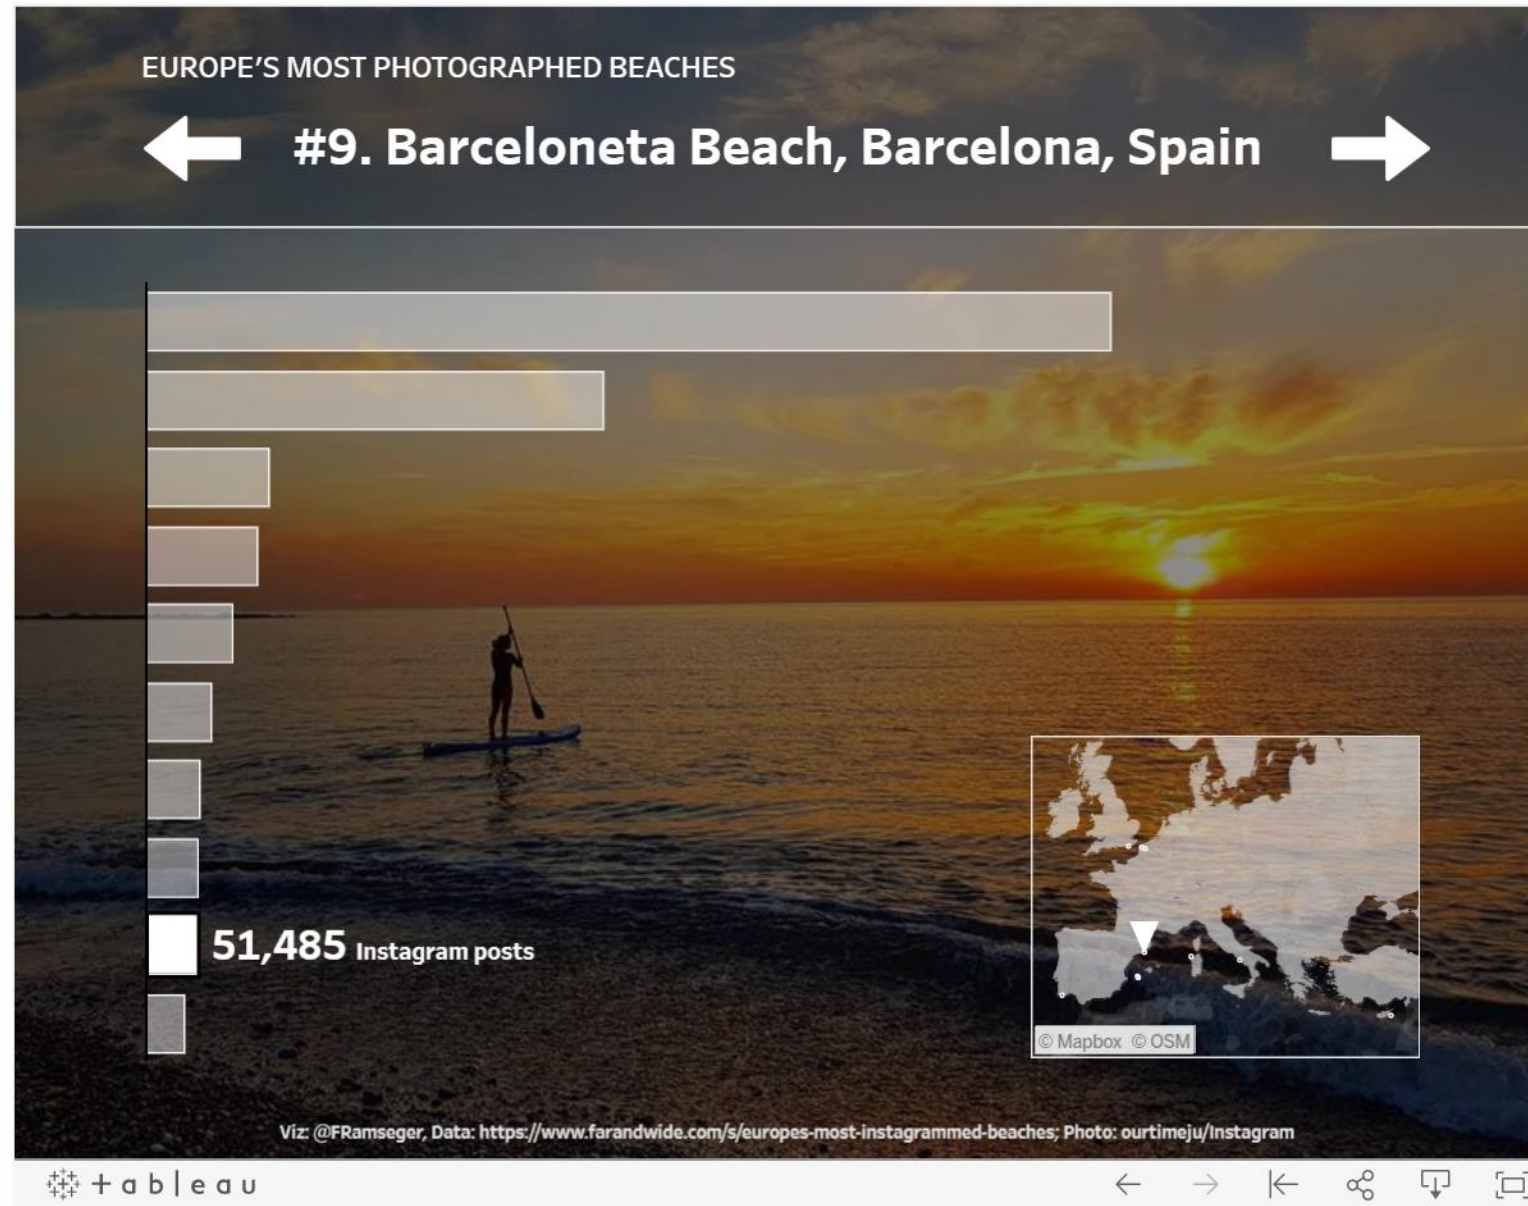 EUROPE'S MOST PHOTOGRAPHED BEACHES
#9. Barceloneta Beach, Barcelona, Spain
51,485 Instagram posts
© Mapbox © OSM
Viz: @FRamseger, Data: https://www.farandwide.com/s/europes-most-instagrammed-beaches; Photo: ourtimeju/Instagram
+ a b | e a u